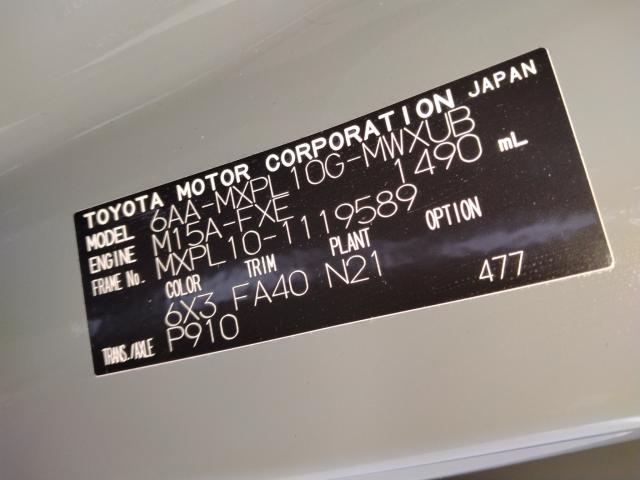 TOYOTA MOTOR CORPORATION JAPAN
MODEL 6AA-MXPL10G-MWXUB
ENGINE M15A-FXE 1490 mL
FRAME No. MXPL10-1119589
COLOR TRIM PLANT OPTION
6X3 FA40 N21 477
TRANS./AXLE P910